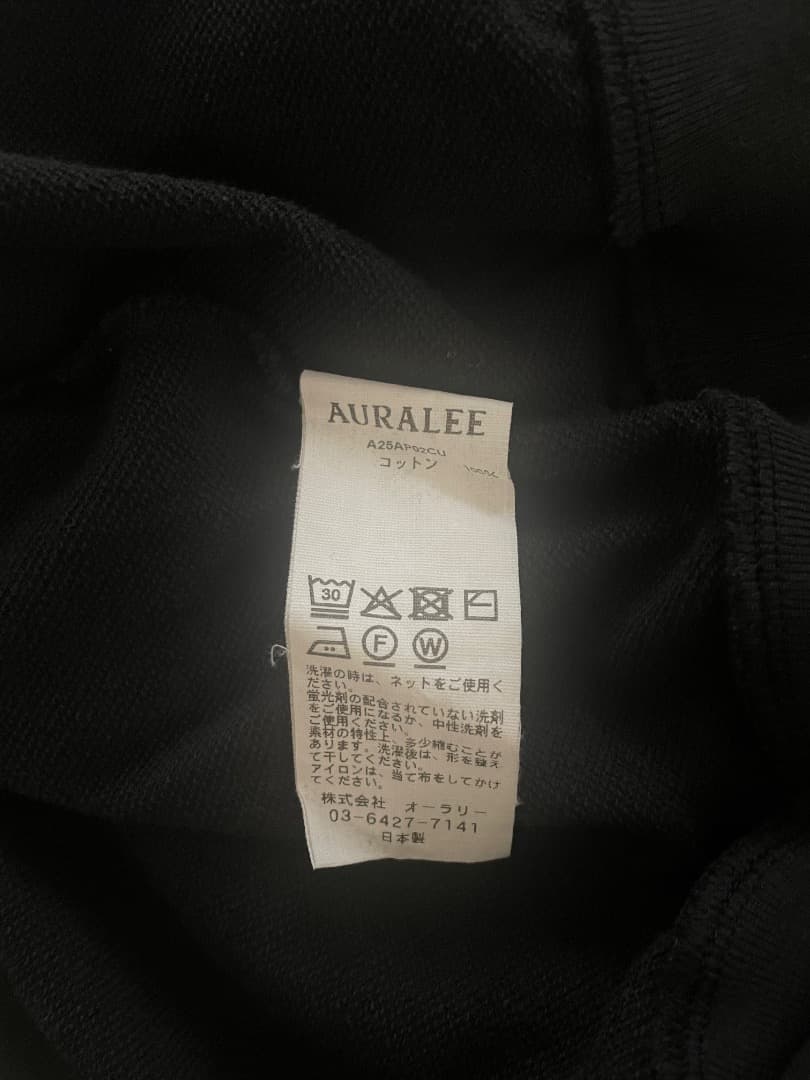 AURALEE
A25AP02CU
コットン 100%
30
F W
洗濯の時は、ネットをご使用く
ださい。
蛍光剤の配合されていない洗剤
をご使用になるか、中性洗剤を
ご使用ください。
素材の特性上、多少縮むことが
あります。洗濯後は、形を整え
て干してください。
アイロンは、当て布をしてかけ
てください。
株式会社 オーラリー
03-6427-7141
日本製